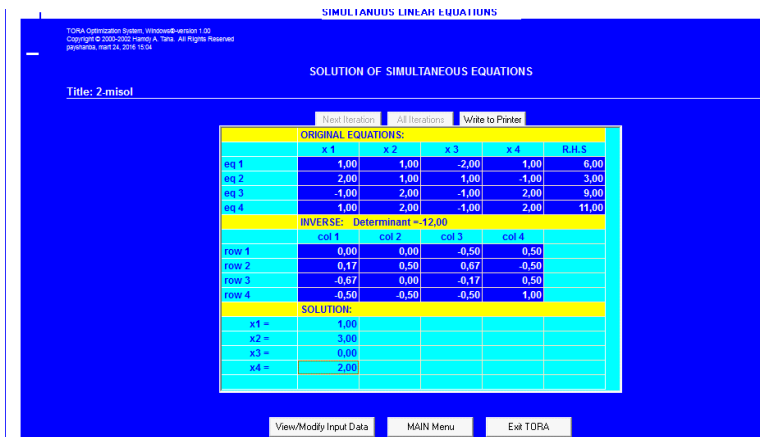 SIMULTANUOS LINEAR EQUATIONS
TORA Optimization System, Windows®-version 1.00
Copyright © 2000-2002 Hamdy A. Taha. All Rights Reserved
payshanba, mart 24, 2016 15:04
SOLUTION OF SIMULTANEOUS EQUATIONS
Title: 2-misol
Next Iteration All Iterations Write to Printer
ORIGINAL EQUATIONS:
x 1 x 2 x 3 x 4 R.H.S
eq 1 1,00 1,00 -2,00 1,00 6,00
eq 2 2,00 1,00 1,00 -1,00 3,00
eq 3 -1,00 2,00 -1,00 2,00 9,00
eq 4 1,00 2,00 -1,00 2,00 11,00
INVERSE: Determinant =-12,00
col 1 col 2 col 3 col 4
row 1 0,00 0,00 -0,50 0,50
row 2 0,17 0,50 0,67 -0,50
row 3 -0,67 0,00 -0,17 0,50
row 4 -0,50 -0,50 -0,50 1,00
SOLUTION:
x1 = 1,00
x2 = 3,00
x3 = 0,00
x4 = 2,00
View/Modify Input Data MAIN Menu Exit TORA